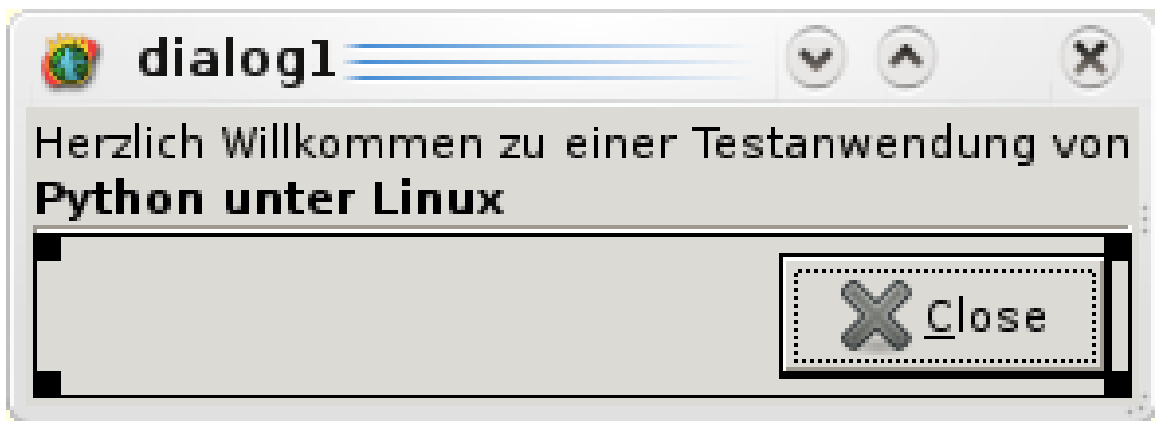 dialog1
Herzlich Willkommen zu einer Testanwendung von
Python unter Linux
Close